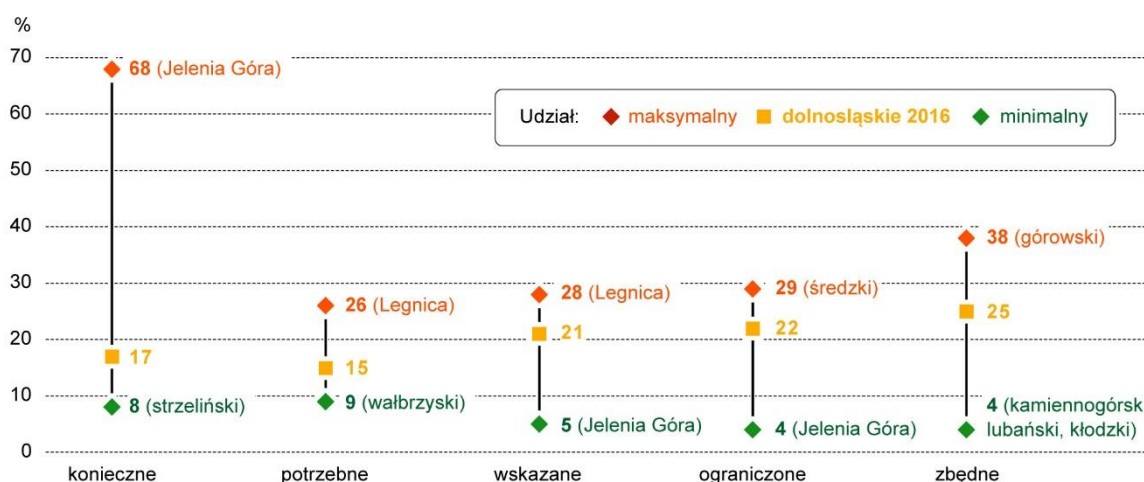 %
70
68 (Jelenia Góra)
Udział: maksymalny dolnośląskie 2016 minimalny
60
50
40
38 (górowski)
30
26 (Legnica)
28 (Legnica)
29 (średzki)
25
20
17
15
21
22
10
8 (strzeliński)
9 (wałbrzyski)
5 (Jelenia Góra)
4 (Jelenia Góra)
4 (kamiennogórsk
lubański, kłodzki)
0
konieczne potrzebne wskazane ograniczone zbędne